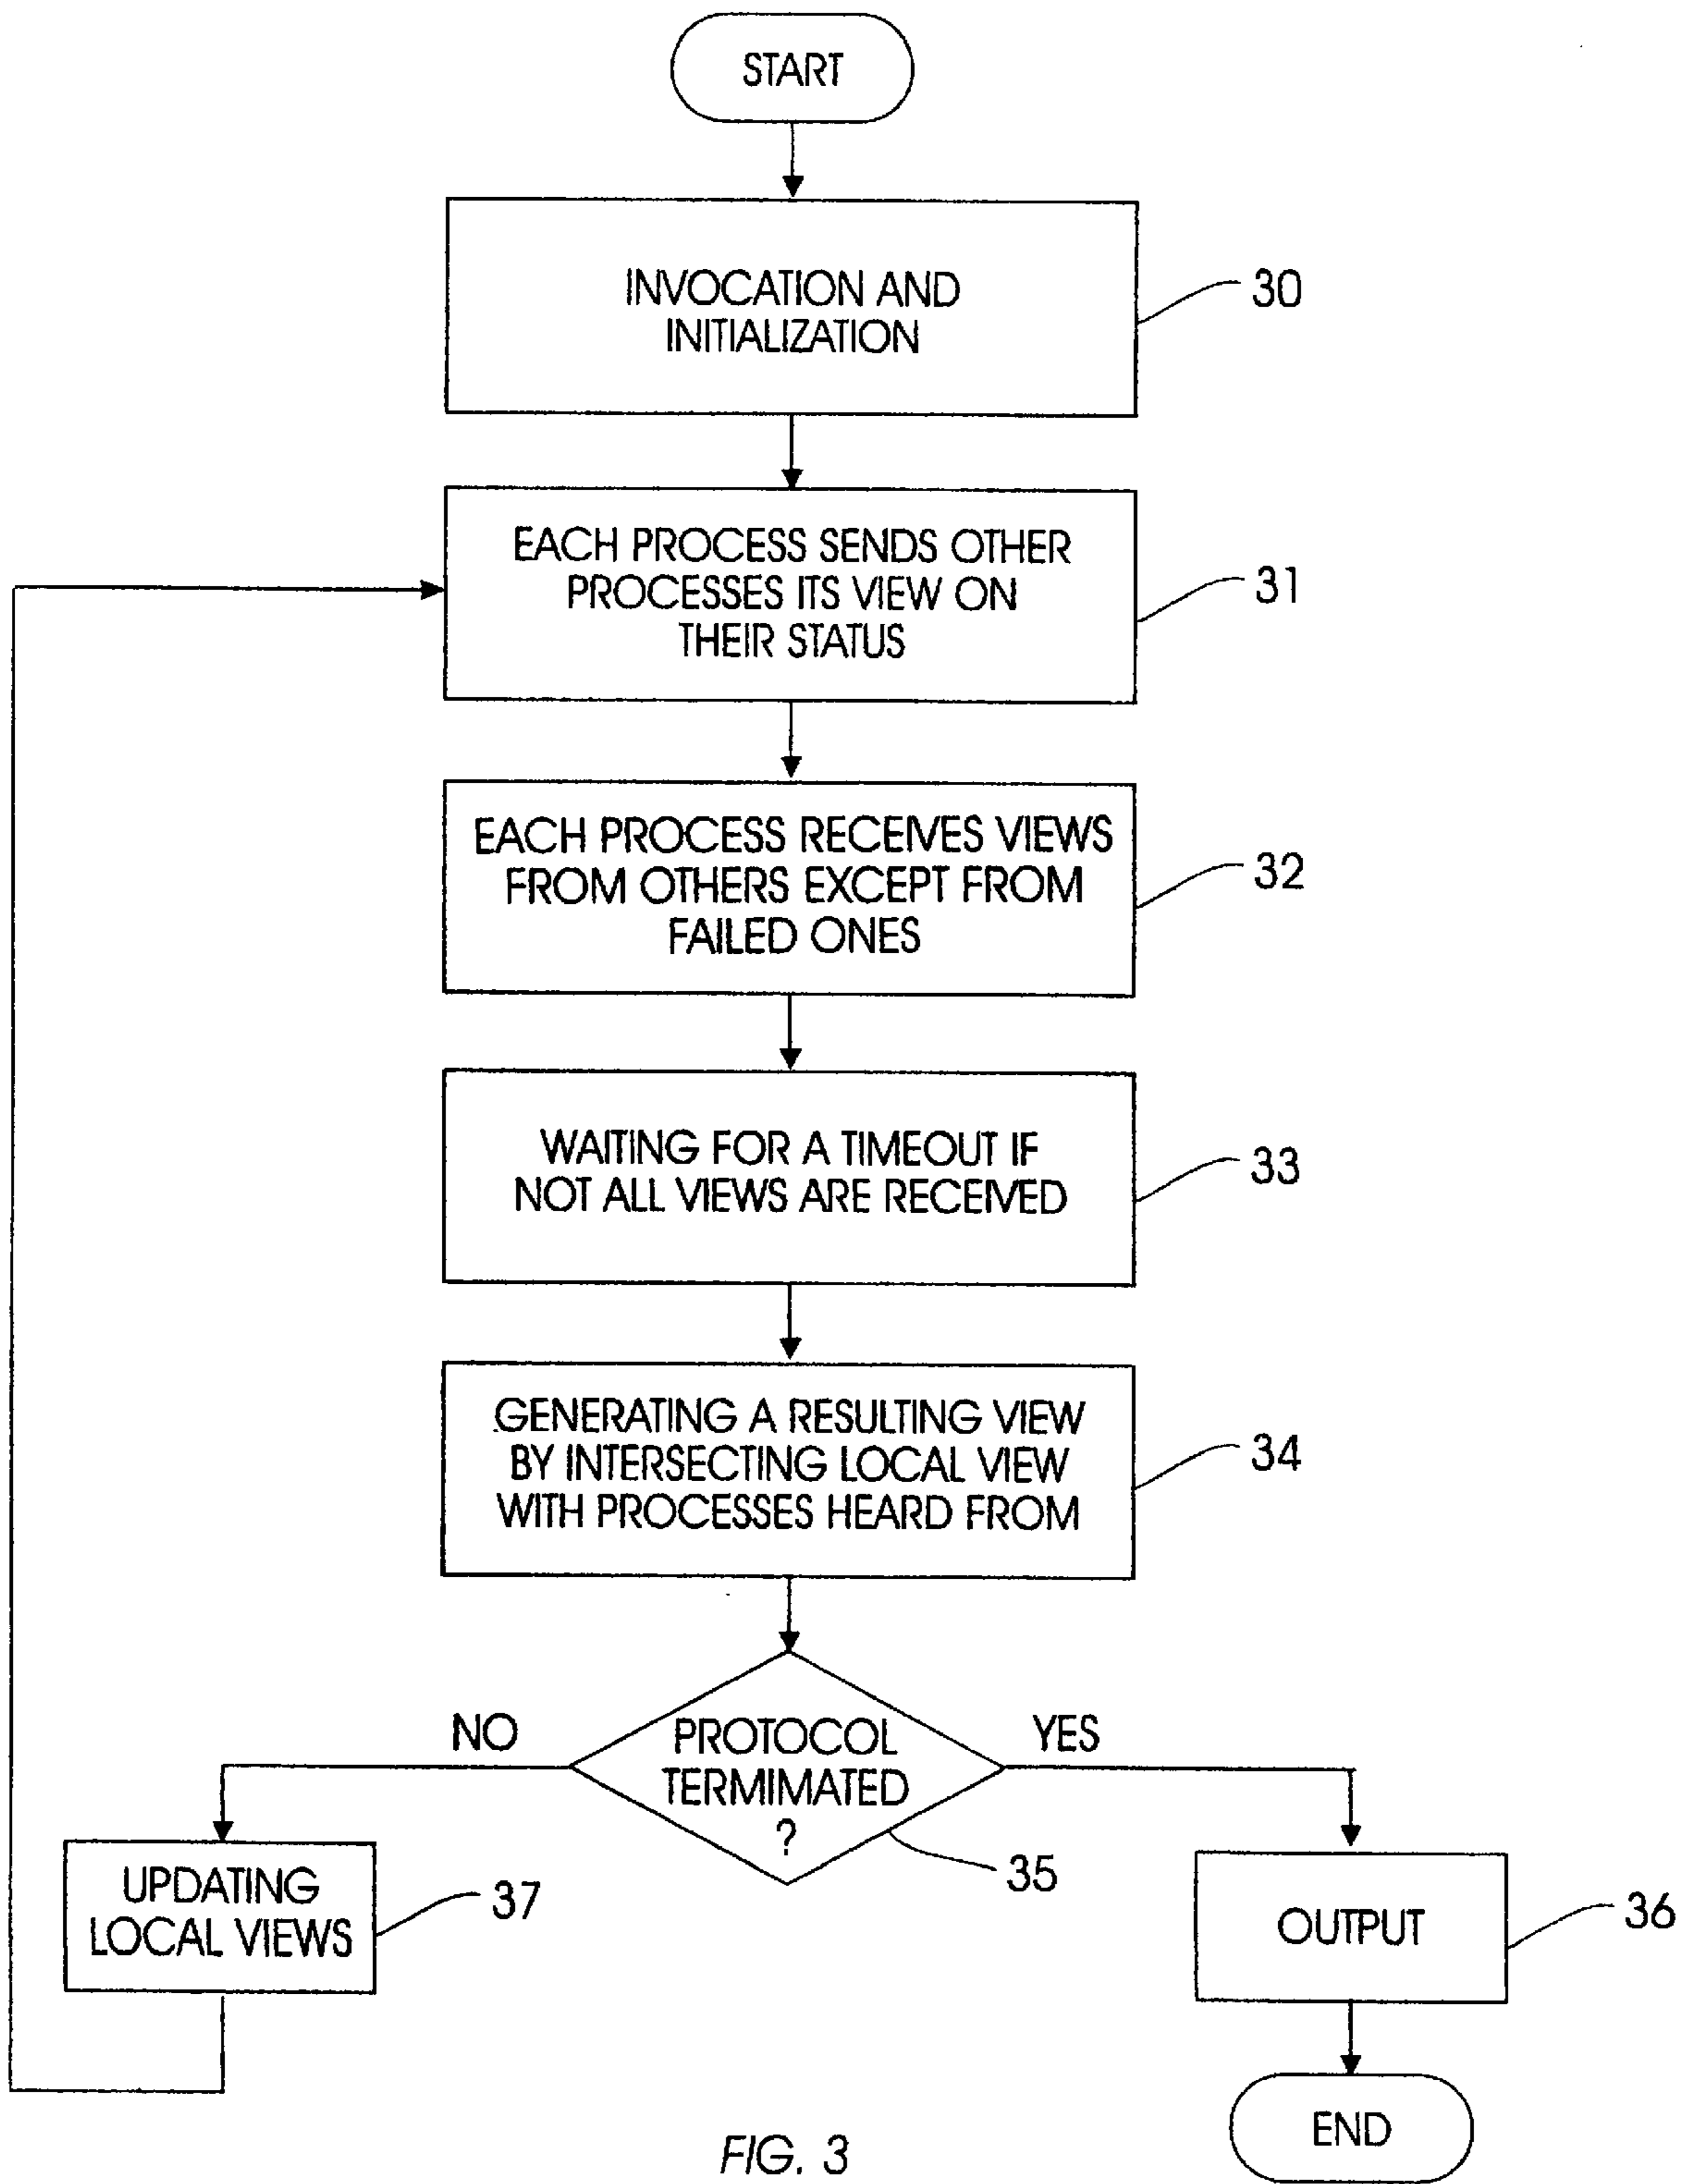 START
INVOCATION AND
INITIALIZATION
30
EACH PROCESS SENDS OTHER
PROCESSES ITS VIEW ON
THEIR STATUS
31
EACH PROCESS RECEIVES VIEWS
FROM OTHERS EXCEPT FROM
FAILED ONES
32
WAITING FOR A TIMEOUT IF
NOT ALL VIEWS ARE RECEIVED
33
GENERATING A RESULTING VIEW
BY INTERSECTING LOCAL VIEW
WITH PROCESSES HEARD FROM
34
NO
PROTOCOL
TERMIMATED
?
YES
35
UPDATING
LOCAL VIEWS
37
OUTPUT
36
END
FIG. 3